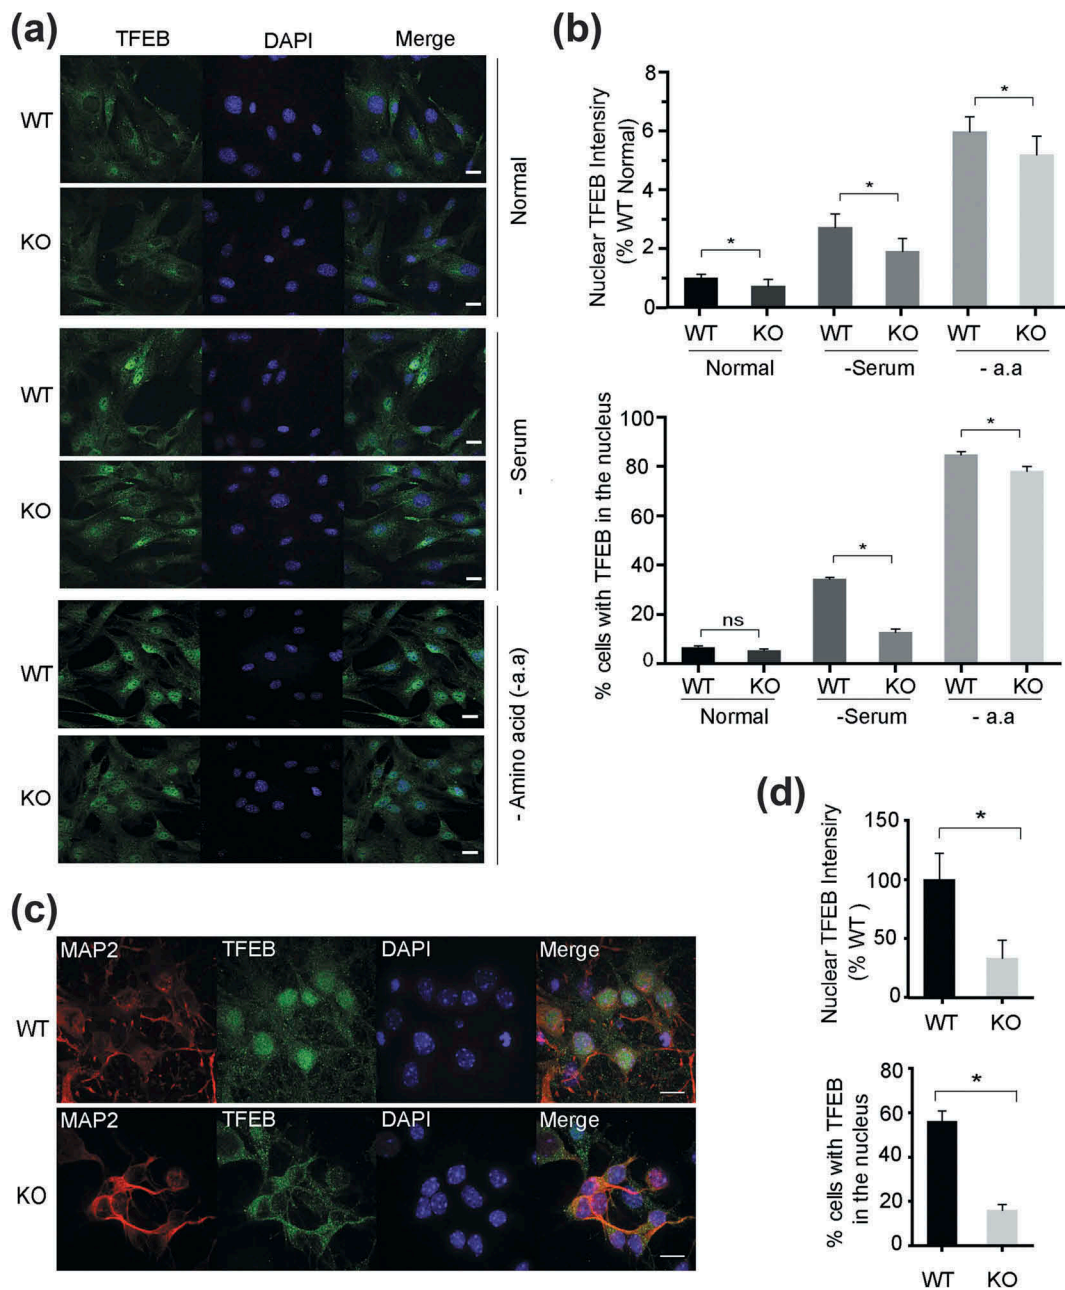 (a)
TFEB DAPI Merge
WT
KO
Normal
WT
KO
- Serum
WT
KO
- Amino acid (-a.a)
(b)
Nuclear TFEB Intensiry
(% WT Normal)
8
6
4
2
0
*
*
*
WT KO WT KO WT KO
Normal -Serum - a.a
% cells with TFEB in the nucleus
100
80
60
40
20
0
ns
*
*
WT KO WT KO WT KO
Normal -Serum - a.a
(c)
MAP2 TFEB DAPI Merge
WT
MAP2 TFEB DAPI Merge
KO
(d)
Nuclear TFEB Intensiry
(% WT )
150
100
50
0
*
WT KO
% cells with TFEB
in the nucleus
80
60
40
20
0
*
WT KO